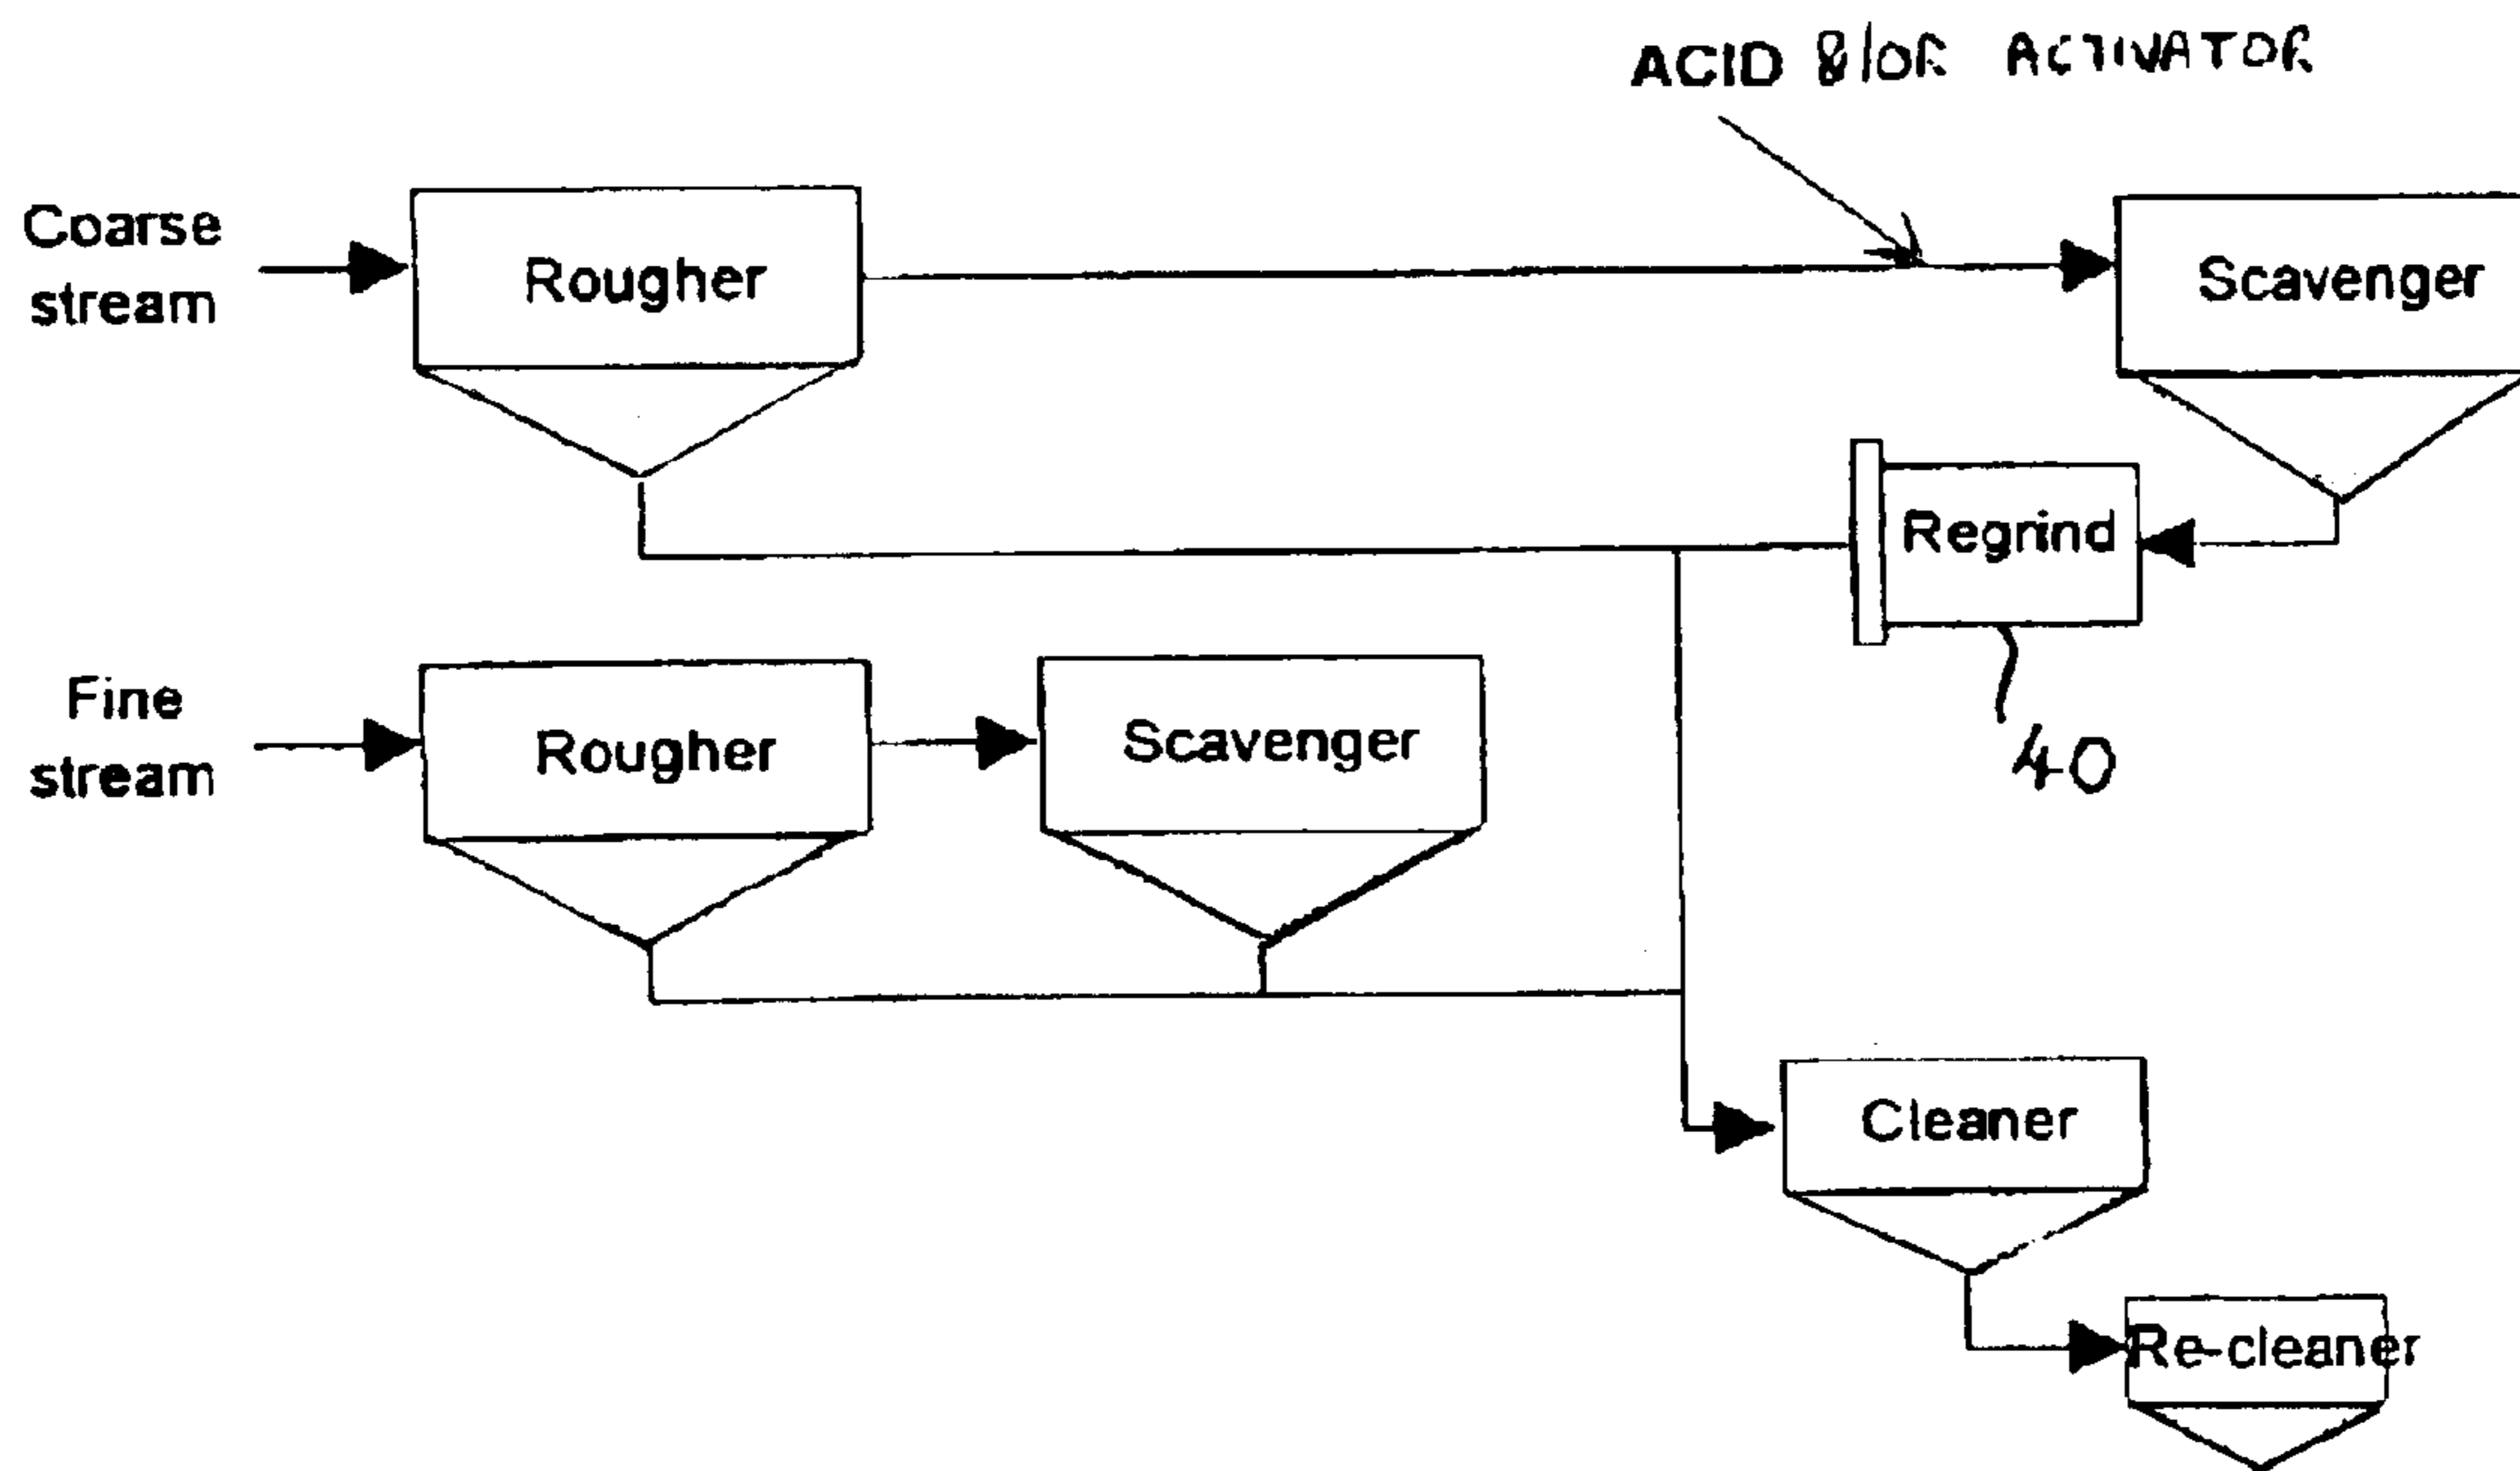 ACID &/OR ACTIVATOR
Coarse
stream
Rougher
Scavenger
Regrind
40
Fine
stream
Rougher
Scavenger
Cleaner
Re-cleaner